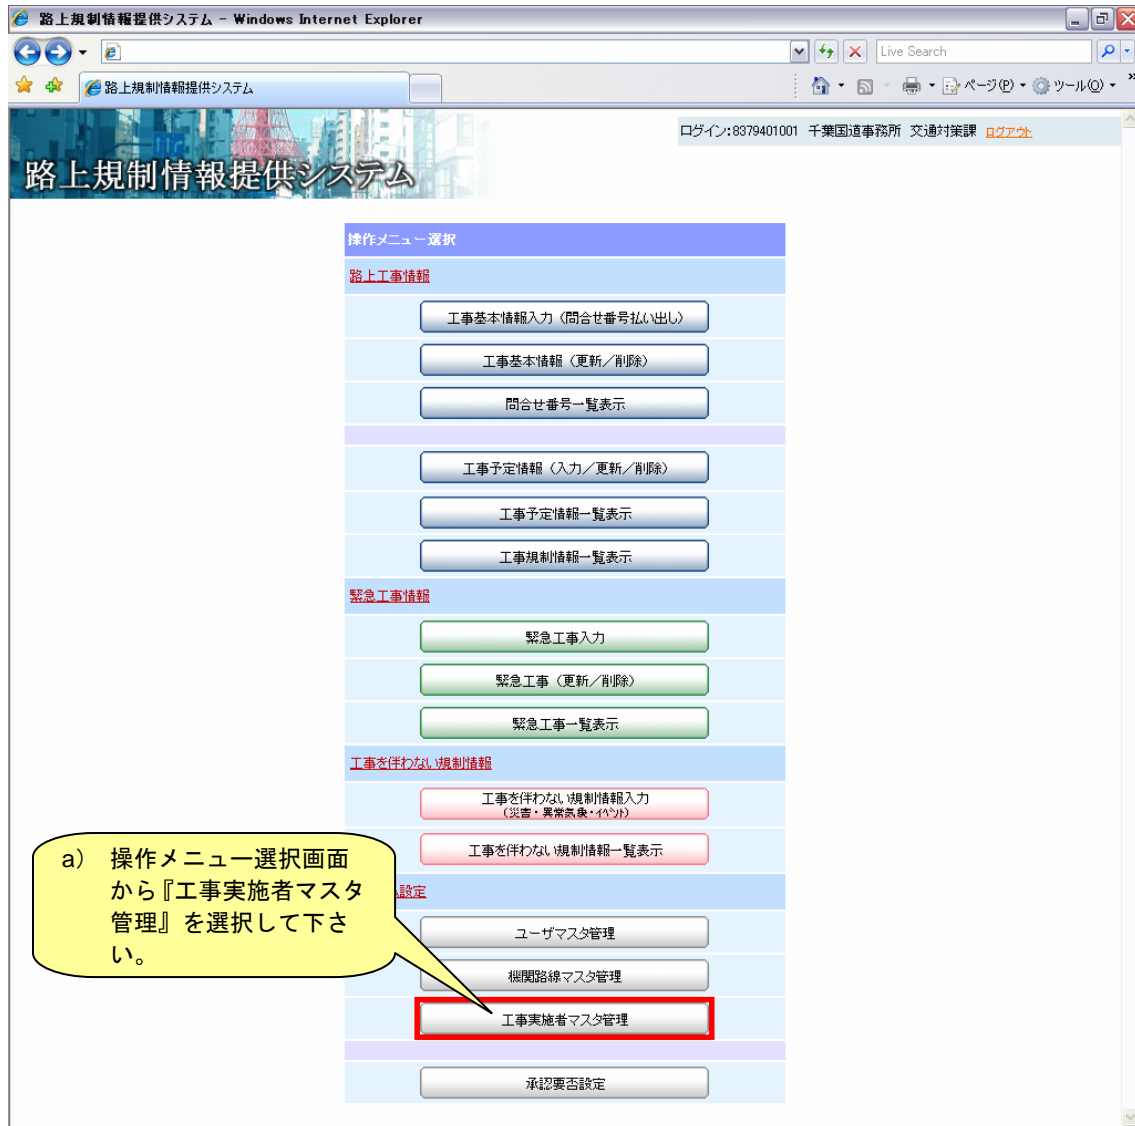 路上規制情報提供システム - Windows Internet Explorer
Live Search
路上規制情報提供システム
ページ(P)
ツール(O)
ログイン:8379401001 千葉国道事務所 交通対策課 ログアウト
路上規制情報提供システム
操作メニュー選択
路上工事情報
工事基本情報入力（問合せ番号払い出し）
工事基本情報（更新／削除）
問合せ番号一覧表示
工事予定情報（入力／更新／削除）
工事予定情報一覧表示
工事規制情報一覧表示
緊急工事情報
緊急工事入力
緊急工事（更新／削除）
緊急工事一覧表示
工事を伴わない規制情報
工事を伴わない規制情報入力
（災害・異常気象・イベント）
工事を伴わない規制情報一覧表示
a） 操作メニュー選択画面
から『工事実施者マスタ
管理』を選択して下さ
い。
設定
ユーザマスタ管理
機関路線マスタ管理
工事実施者マスタ管理
承認要否設定